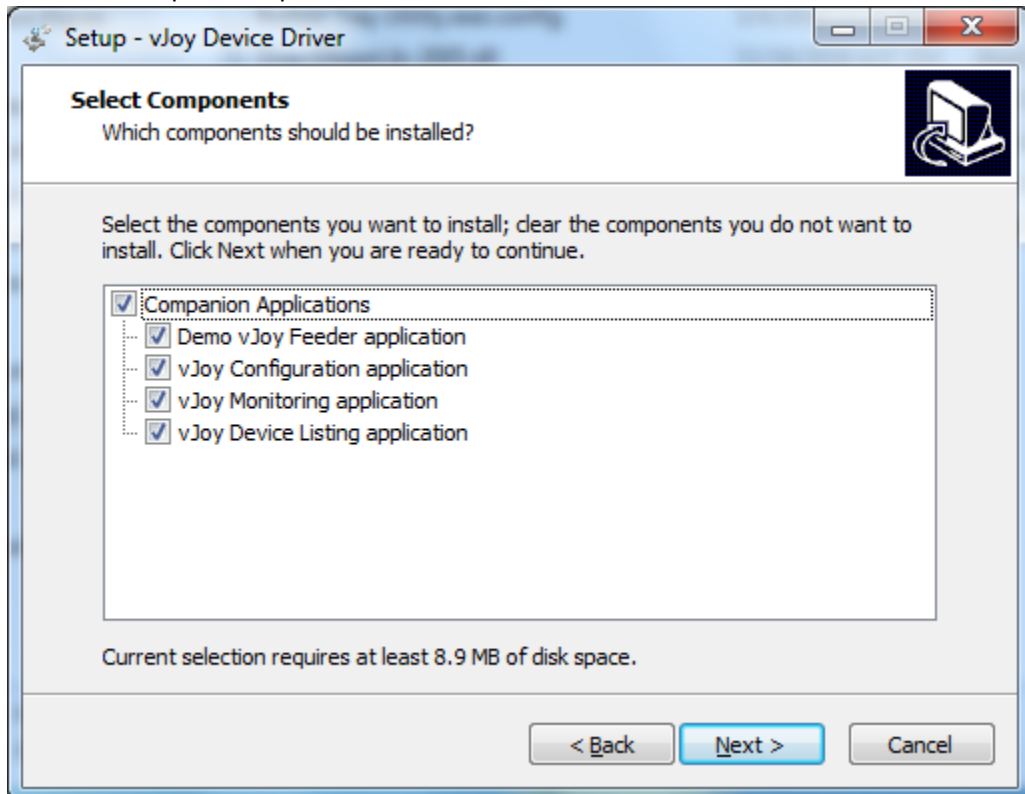 Setup - vJoy Device Driver
Select Components
Which components should be installed?
Select the components you want to install; clear the components you do not want to
install. Click Next when you are ready to continue.
Companion Applications
Demo vJoy Feeder application
vJoy Configuration application
vJoy Monitoring application
vJoy Device Listing application
Current selection requires at least 8.9 MB of disk space.
< Back Next > Cancel